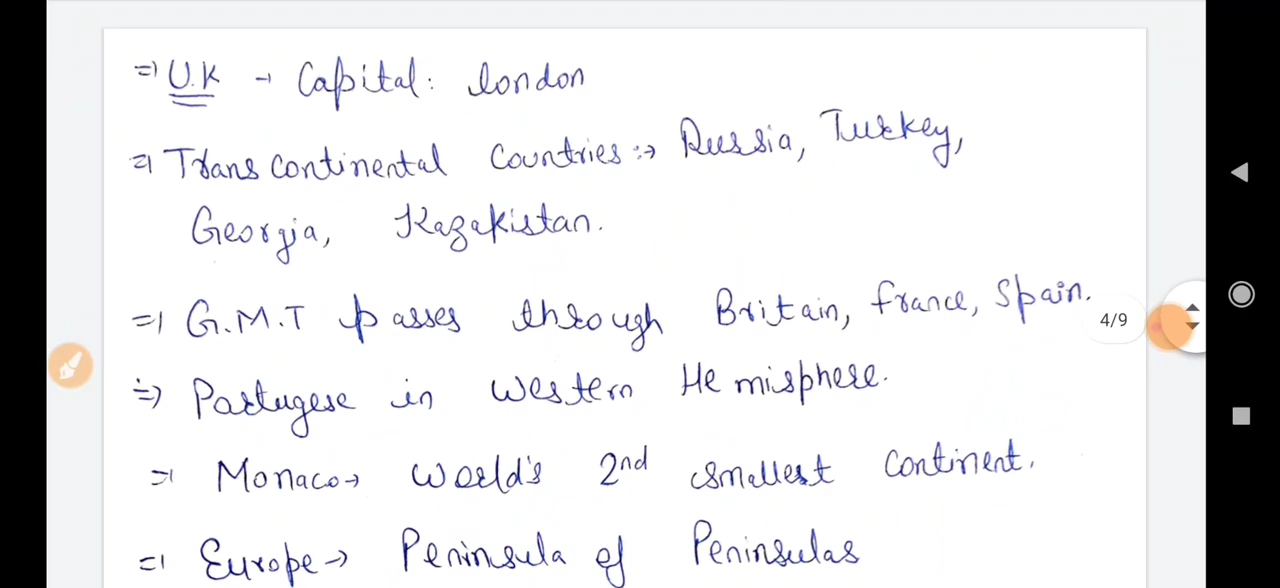 => U.K → Capital: london
=> Trans continental Countries :→ Russia, Turkey,
Georgia, Kazakistan.
=> G.M.T passes through Britain, france, Spain.
4/9
=> Partugese in western Hemisphere.
=> Monaco → World's 2nd smallest continent.
=> Europe → Peninsula of Peninsulas